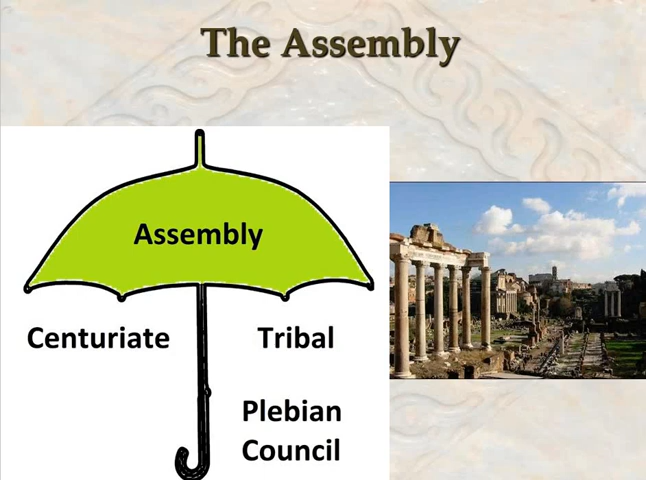 The Assembly
Assembly
Centuriate
Tribal
Plebian
Council